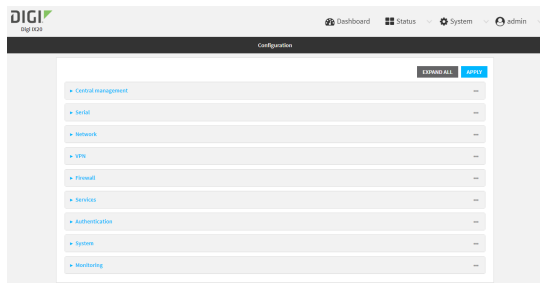 DIGI
Digi IX20
Dashboard Status System admin
Configuration
EXPAND ALL APPLY
Central management
Serial
Network
VPN
Firewall
Services
Authentication
System
Monitoring